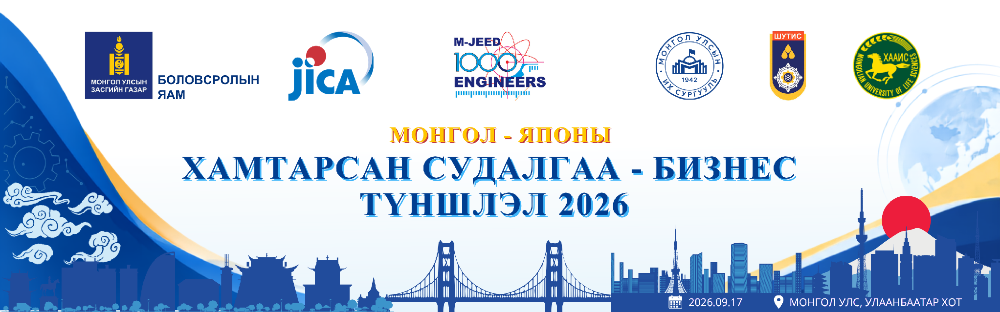 МОНГОЛ УЛСЫН
ЗАСГИЙН ГАЗАР
БОЛОВСРОЛЫН
ЯАМ
jica
M-JEED
1000
ENGINEERS
МОНГОЛ УЛСЫН
ИХ СУРГУУЛЬ
1942
ШУТИС
ХААИС
MONGOLIAN UNIVERSITY OF LIFE SCIENCES
МОНГОЛ - ЯПОНЫ
ХАМТАРСАН СУДАЛГАА - БИЗНЕС
ТҮНШЛЭЛ 2026
2026.09.17
МОНГОЛ УЛС, УЛААНБААТАР ХОТ